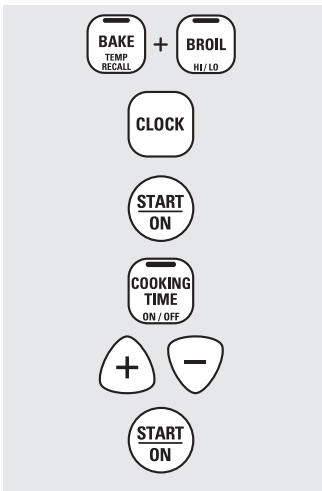 BAKE + BROIL
TEMP
RECALL
HI/LO
CLOCK
START
ON
COOKING
TIME
ON/OFF
+ −
START
ON